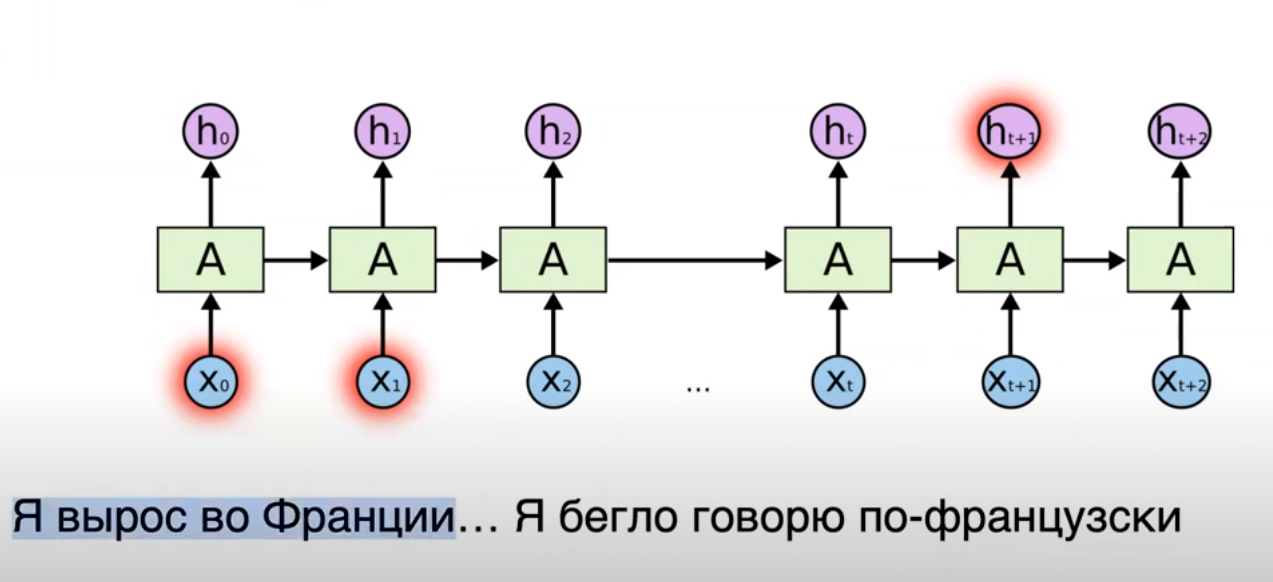 h₀ h₁ h₂ hₜ hₜ₊₁ hₜ₊₂
A A A A A A
x₀ x₁ x₂ ... xₜ xₜ₊₁ xₜ₊₂
Я вырос во Франции... Я бегло говорю по-французски